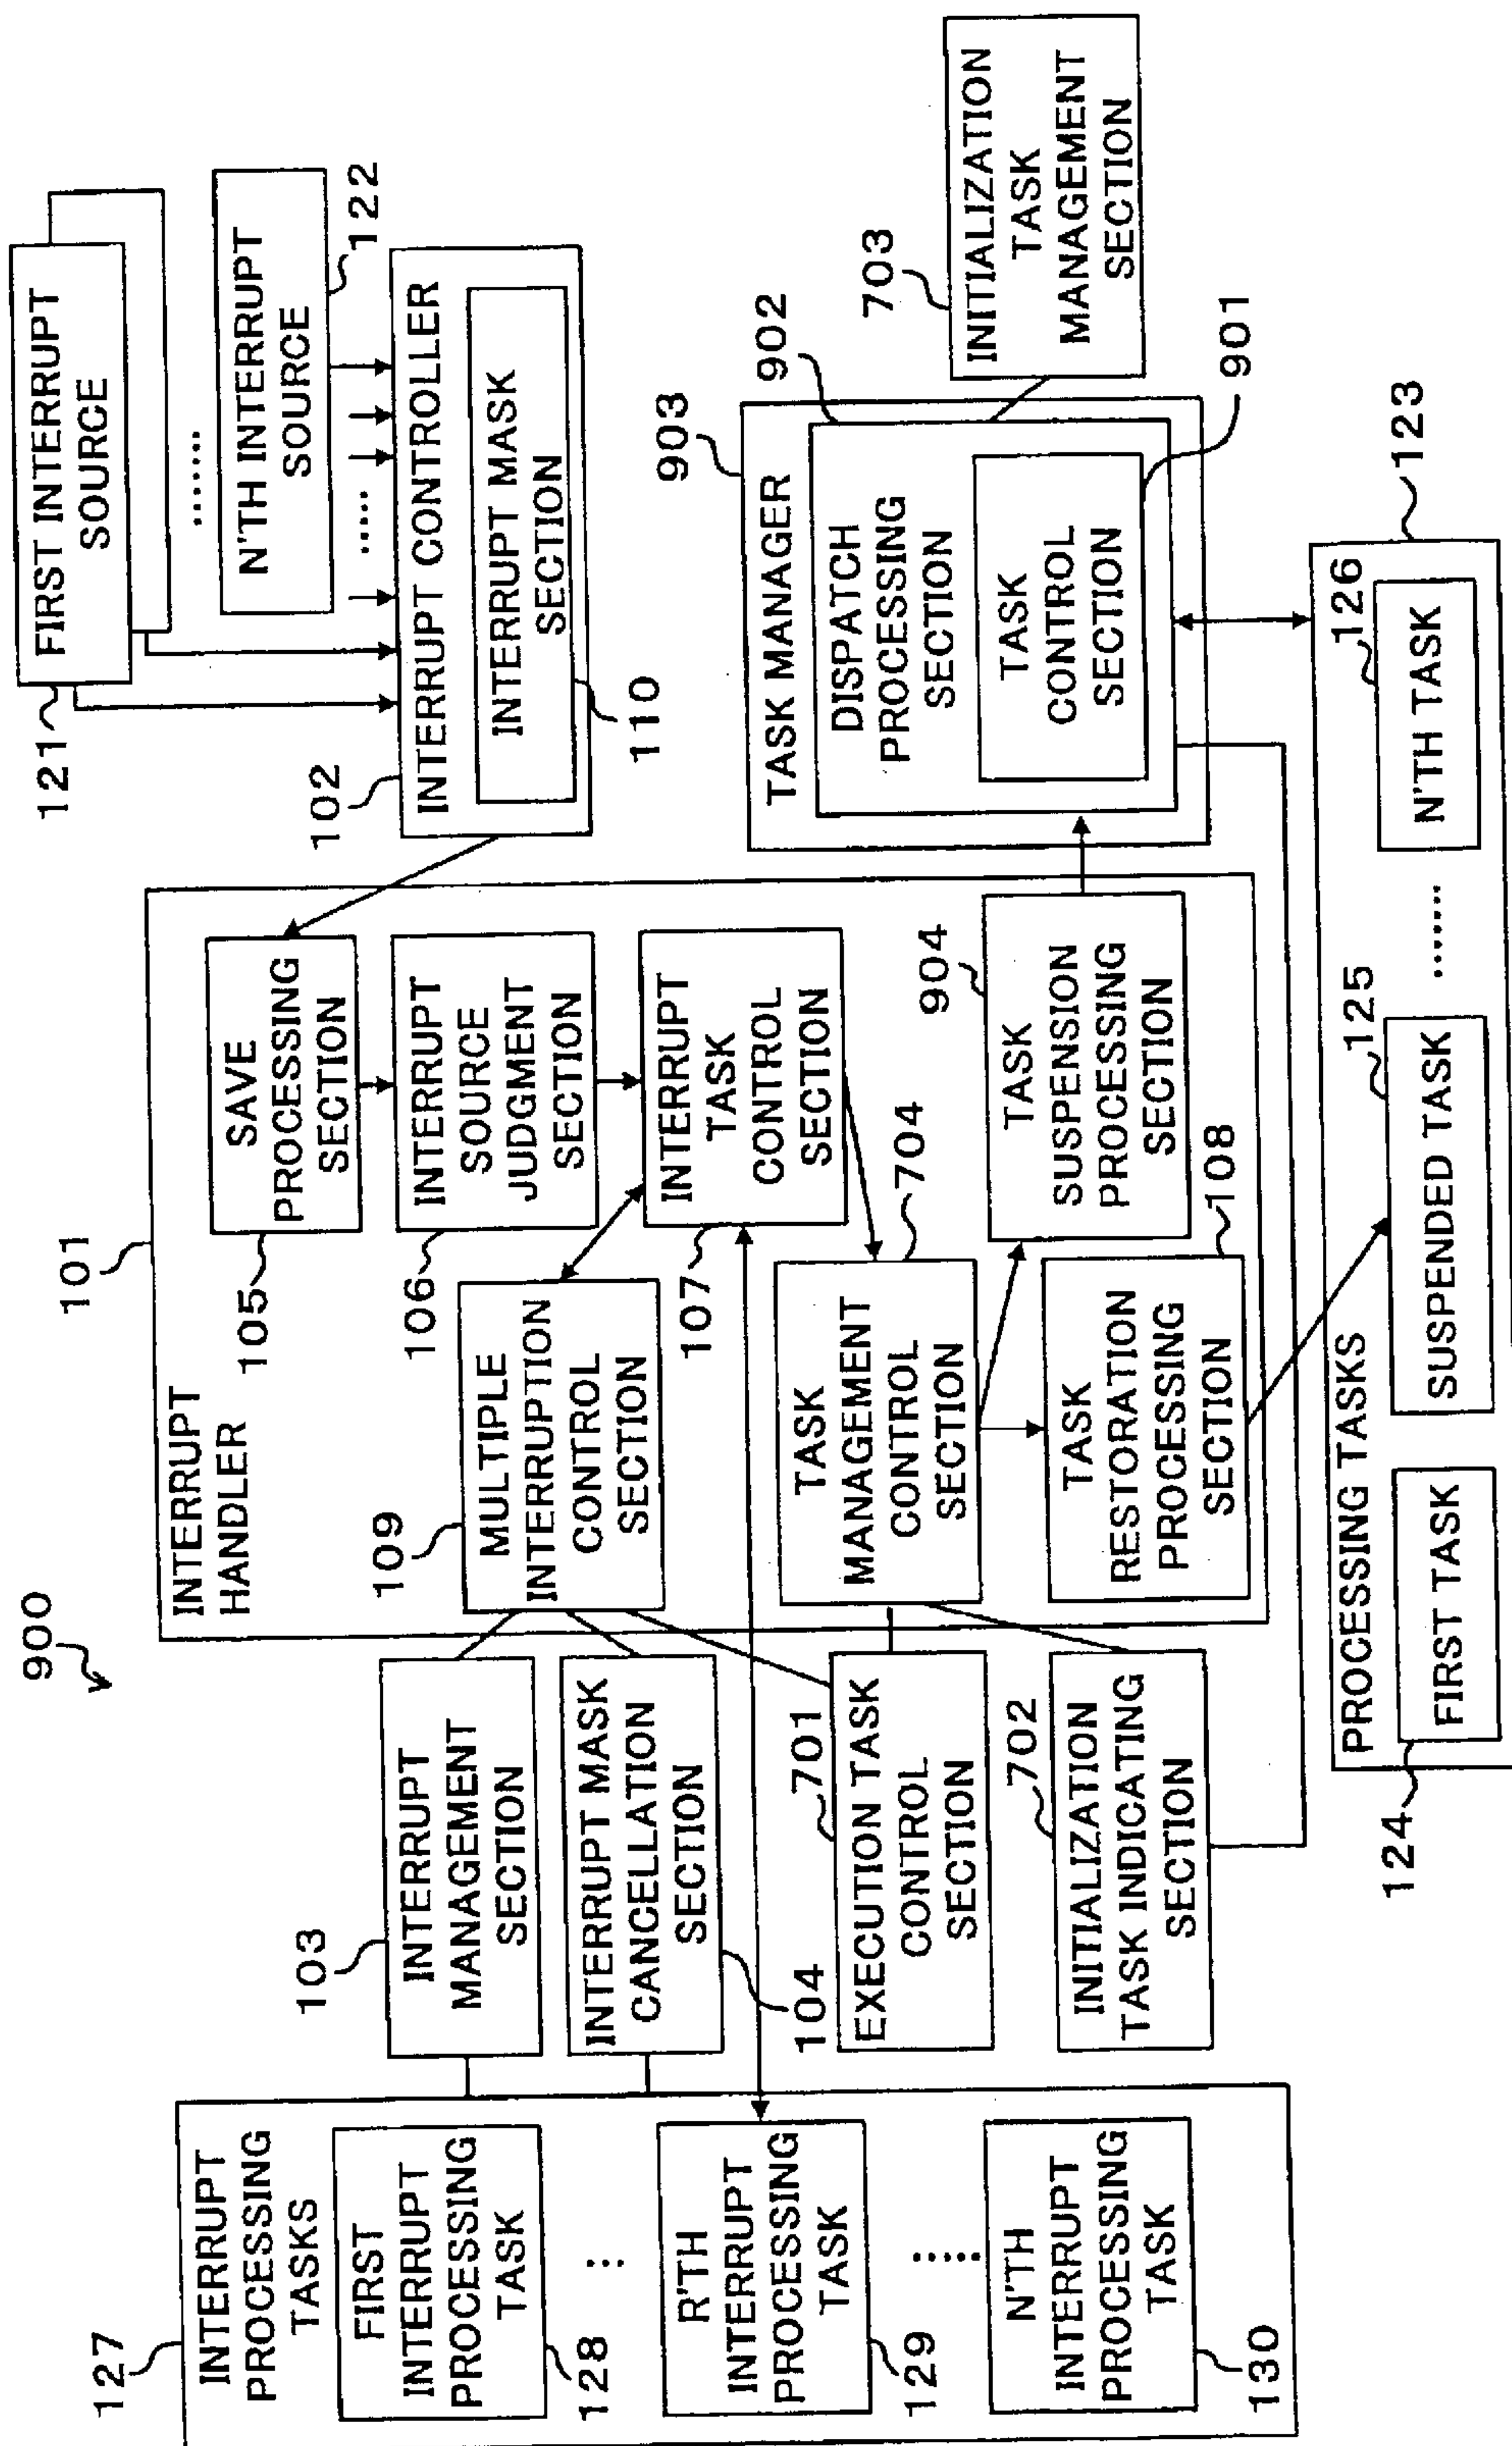 900
127
INTERRUPT
PROCESSING
TASKS
FIRST
INTERRUPT
PROCESSING
TASK
128
:
R'TH
INTERRUPT
PROCESSING
TASK
129
.....
N'TH
INTERRUPT
PROCESSING
TASK
130
103
INTERRUPT
MANAGEMENT
SECTION
INTERRUPT MASK
CANCELLATION
SECTION
104
701
EXECUTION TASK
CONTROL
SECTION
702
INITIALIZATION
TASK INDICATING
SECTION
101
INTERRUPT
HANDLER
105
SAVE
PROCESSING
SECTION
106
INTERRUPT
SOURCE
JUDGMENT
SECTION
109
MULTIPLE
INTERRUPTION
CONTROL
SECTION
107
INTERRUPT
TASK
CONTROL
SECTION
704
TASK
MANAGEMENT
CONTROL
SECTION
904
TASK
SUSPENSION
PROCESSING
SECTION
108
TASK
RESTORATION
PROCESSING
SECTION
121
FIRST INTERRUPT
SOURCE
.......
N'TH INTERRUPT
SOURCE
122
.....
102
INTERRUPT CONTROLLER
INTERRUPT MASK
SECTION
110
903
TASK MANAGER
902
DISPATCH
PROCESSING
SECTION
TASK
CONTROL
SECTION
901
703
INITIALIZATION
TASK
MANAGEMENT
SECTION
123
PROCESSING TASKS
124
FIRST TASK
125
SUSPENDED TASK
.......
126
N'TH TASK